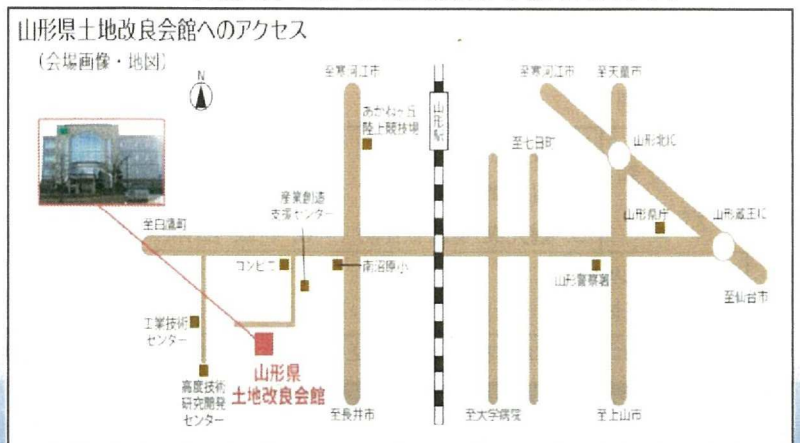 山形県土地改良会館へのアクセス
(会場画像・地図)
N
至寒河江市
至寒河江市
至天童市
あかねヶ丘
陸上競技場
山形駅
至七日町
山形北IC
産業創造
支援センター
山形県庁
山形蔵王IC
至白鷹町
コンビニ
南沼原小
山形警察署
至仙台市
工業技術
センター
山形県
土地改良会館
高度技術
研究開発
センター
至長井市
至大学病院
至上山市